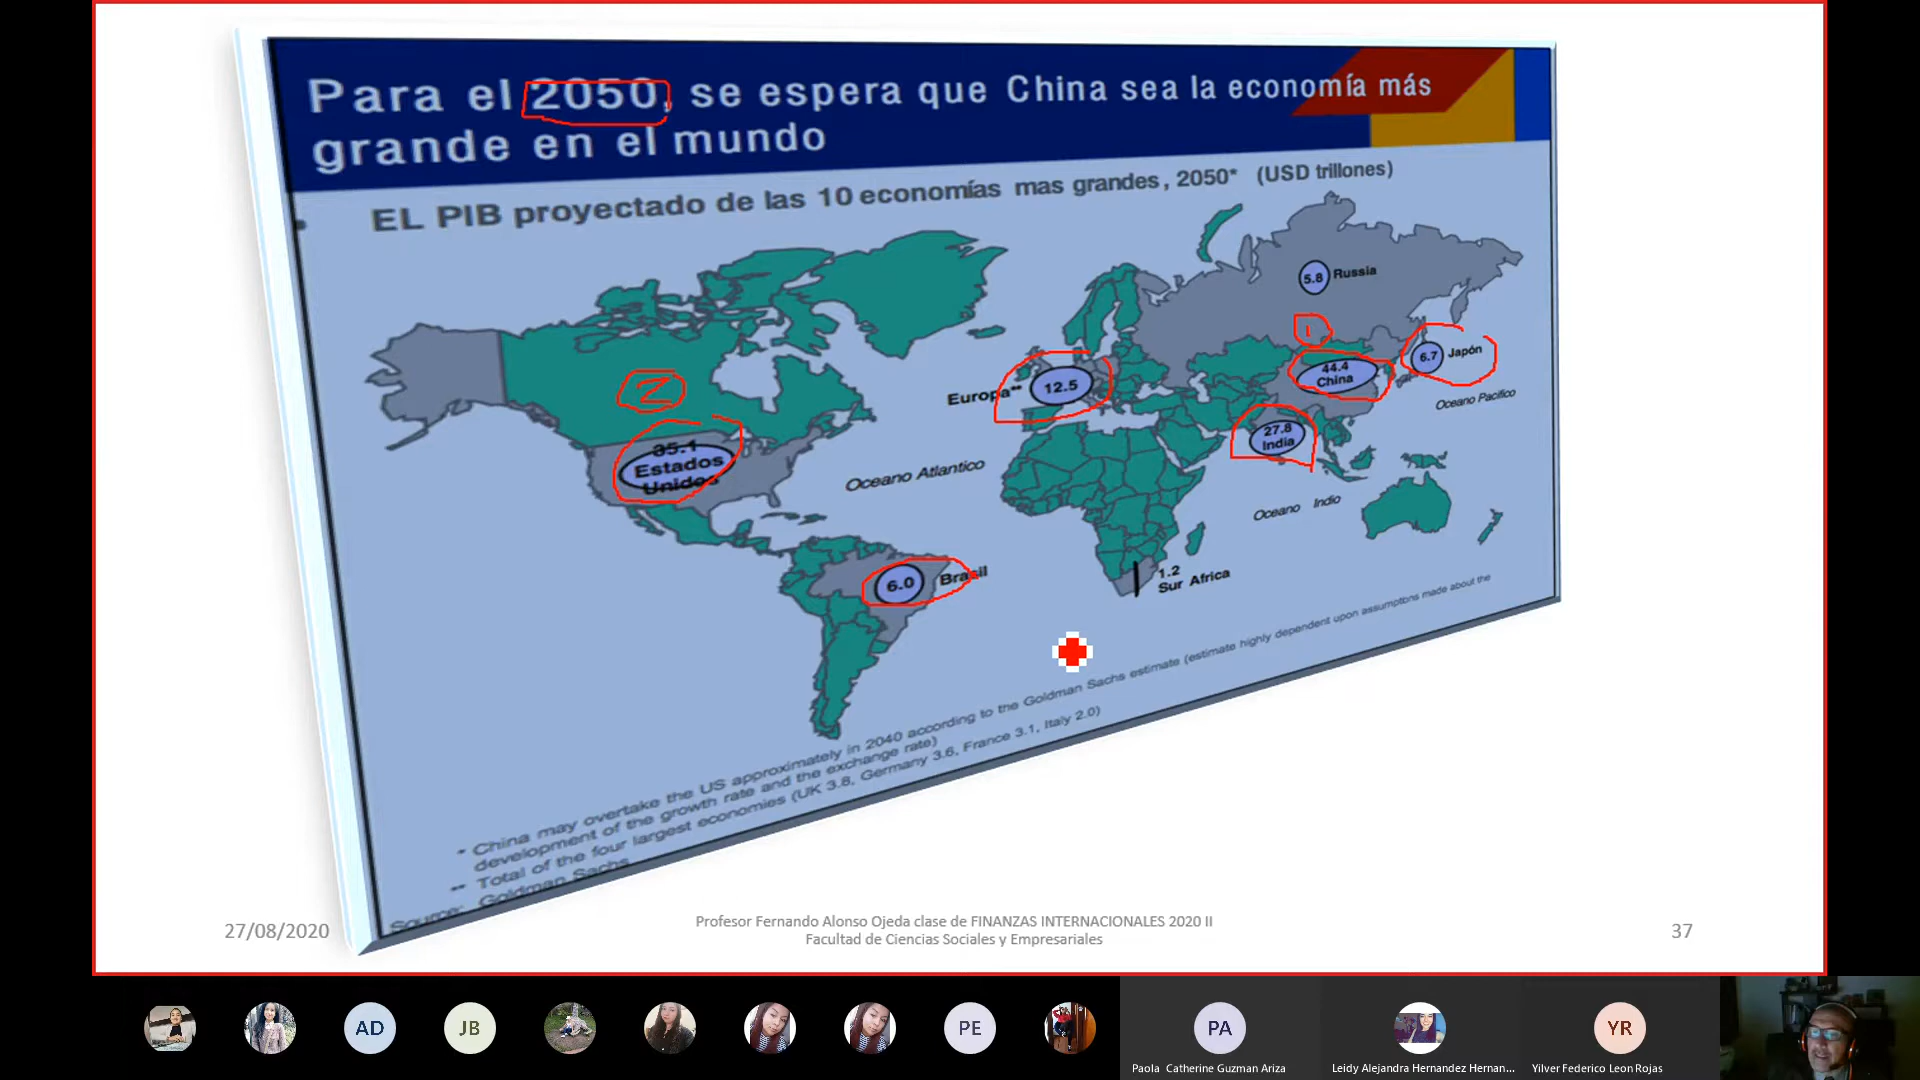 Para el 2050, se espera que China sea la economía más
grande en el mundo
EL PIB proyectado de las 10 economías mas grandes, 2050* (USD trillones)
5.8 Russia
1
6.7 Japón
44.4
China
2
Europa** 12.5
Oceano Pacifico
27.8
India
35.1
Estados
Unidos
Oceano Atlantico
Oceano Indio
6.0 Brasil
1.2
Sur Africa
* China may overtake the US approximately in 2040 according to the Goldman Sachs estimate (estimate highly dependent upon assumptions made about the
development of the growth rate and the exchange rate)
** Total of the four largest economies (UK 3.8, Germany 3.6, France 3.1, Italy 2.0)
Source: Goldman Sachs
27/08/2020
Profesor Fernando Alonso Ojeda clase de FINANZAS INTERNACIONALES 2020 II
Facultad de Ciencias Sociales y Empresariales
37
AD
JB
PE
PA
YR
Paola Catherine Guzman Ariza
Leidy Alejandra Hernandez Hernan...
Yilver Federico Leon Rojas